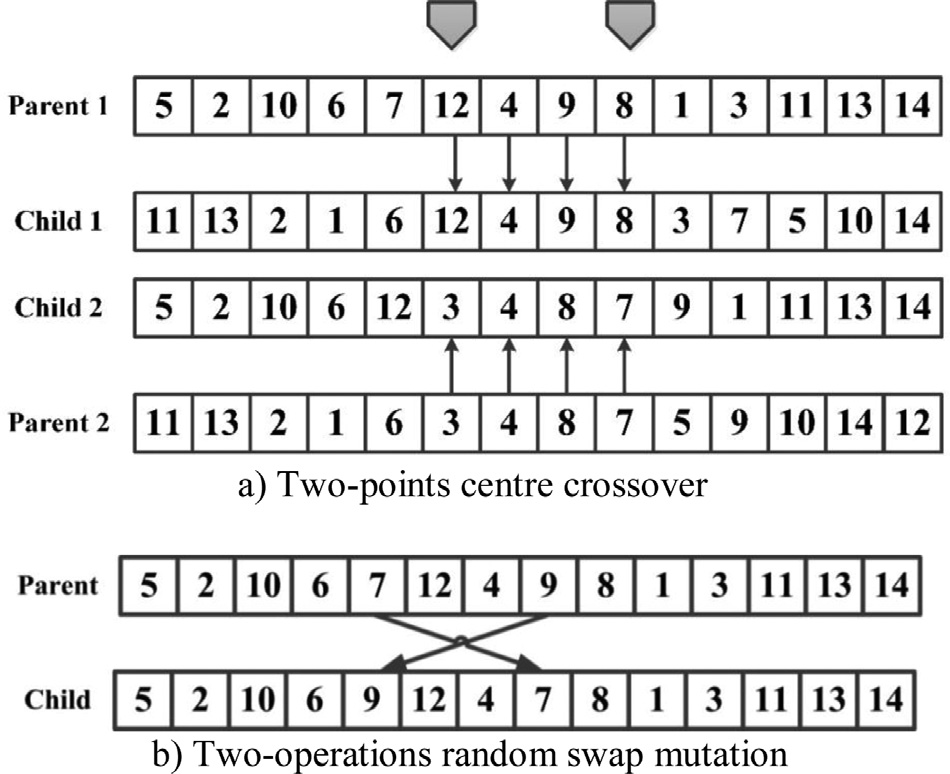 Parent 1 5 2 10 6 7 12 4 9 8 1 3 11 13 14
Child 1 11 13 2 1 6 12 4 9 8 3 7 5 10 14
Child 2 5 2 10 6 12 3 4 8 7 9 1 11 13 14
Parent 2 11 13 2 1 6 3 4 8 7 5 9 10 14 12
a) Two-points centre crossover
Parent 5 2 10 6 7 12 4 9 8 1 3 11 13 14
Child 5 2 10 6 9 12 4 7 8 1 3 11 13 14
b) Two-operations random swap mutation